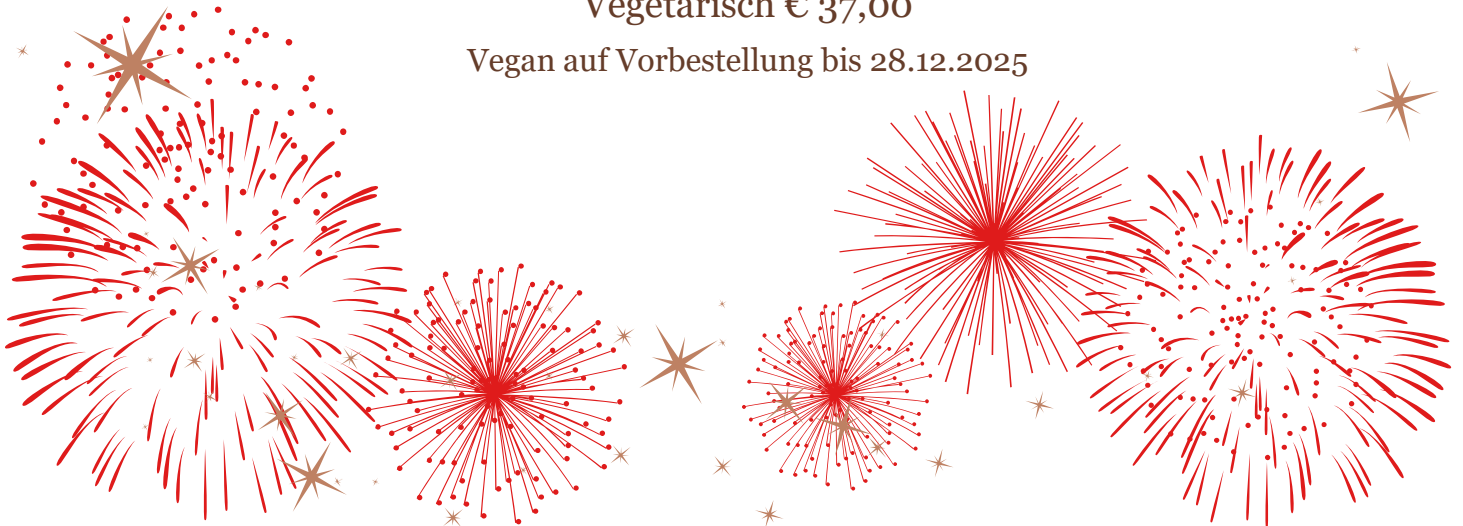 Vegetarisch € 37,00
Vegan auf Vorbestellung bis 28.12.2025